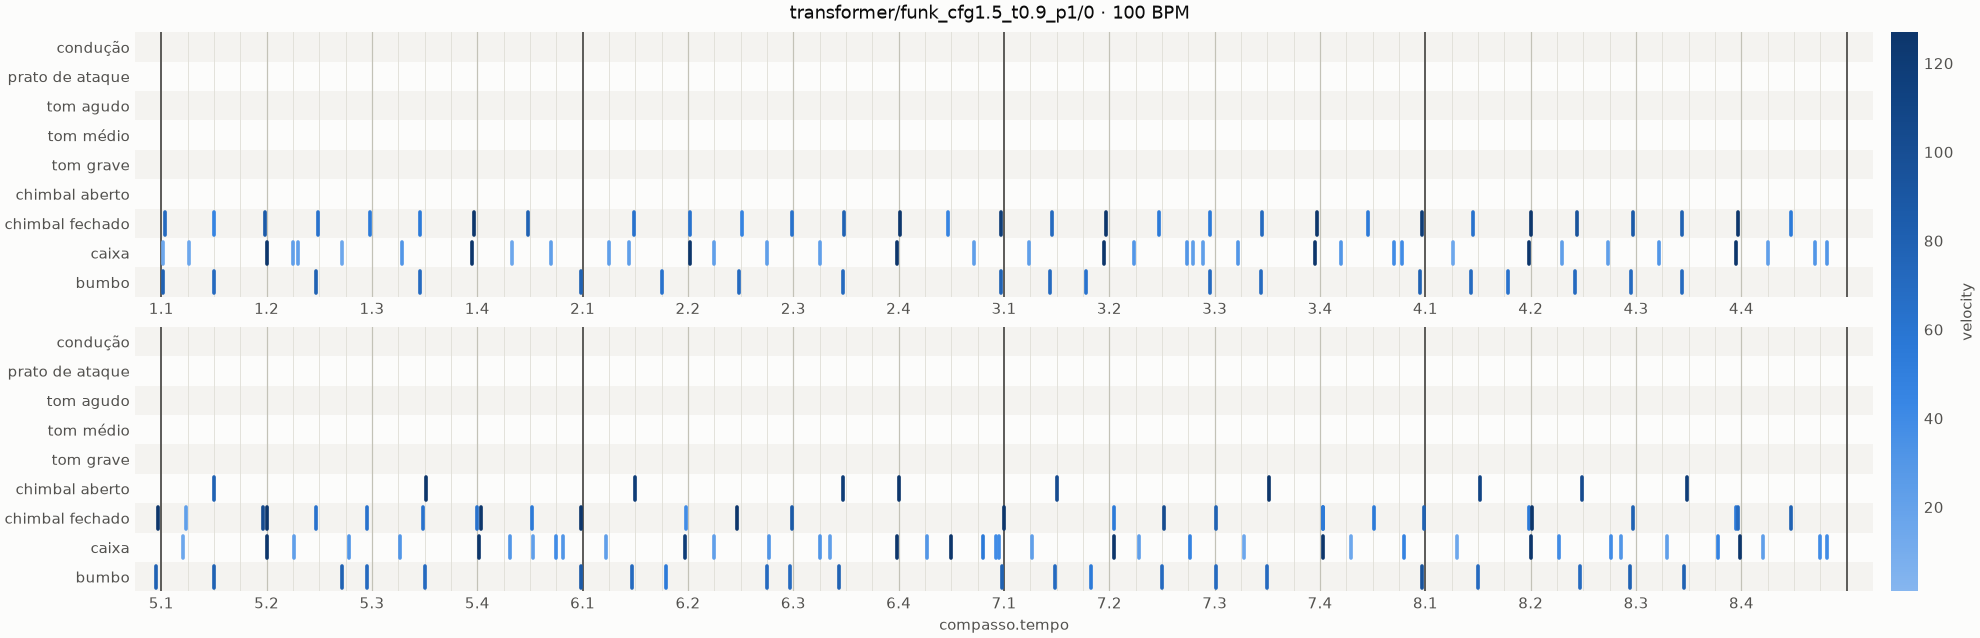 transformer/funk_cfg1.5_t0.9_p1/0 · 100 BPM
condução
prato de ataque
tom agudo
tom médio
tom grave
chimbal aberto
chimbal fechado
caixa
bumbo
1.1 1.2 1.3 1.4 2.1 2.2 2.3 2.4 3.1 3.2 3.3 3.4 4.1 4.2 4.3 4.4
condução
prato de ataque
tom agudo
tom médio
tom grave
chimbal aberto
chimbal fechado
caixa
bumbo
5.1 5.2 5.3 5.4 6.1 6.2 6.3 6.4 7.1 7.2 7.3 7.4 8.1 8.2 8.3 8.4
compasso.tempo
120
100
80
60
40
20
velocity